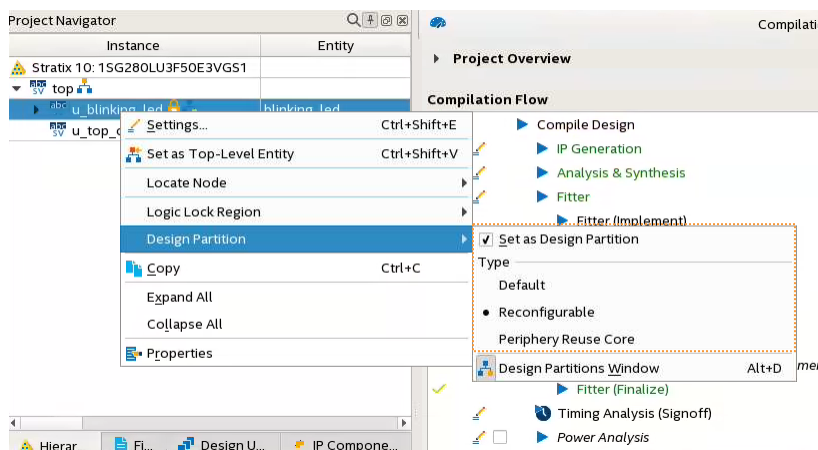 Project Navigator
Instance
Entity
Stratix 10: 1SG280LU3F50E3VGS1
top
u_blinking_led
blinking_led
u_top_
Settings...
Ctrl+Shift+E
Set as Top-Level Entity
Ctrl+Shift+V
Locate Node
Logic Lock Region
Design Partition
Copy
Ctrl+C
Expand All
Collapse All
Properties
Set as Design Partition
Type
Default
Reconfigurable
Periphery Reuse Core
Design Partitions Window
Alt+D
Compilati
Project Overview
Compilation Flow
Compile Design
IP Generation
Analysis & Synthesis
Fitter
Fitter (Implement)
Fitter (Finalize)
Timing Analysis (Signoff)
Power Analysis
Hierar
Fi...
Design U...
IP Compone...